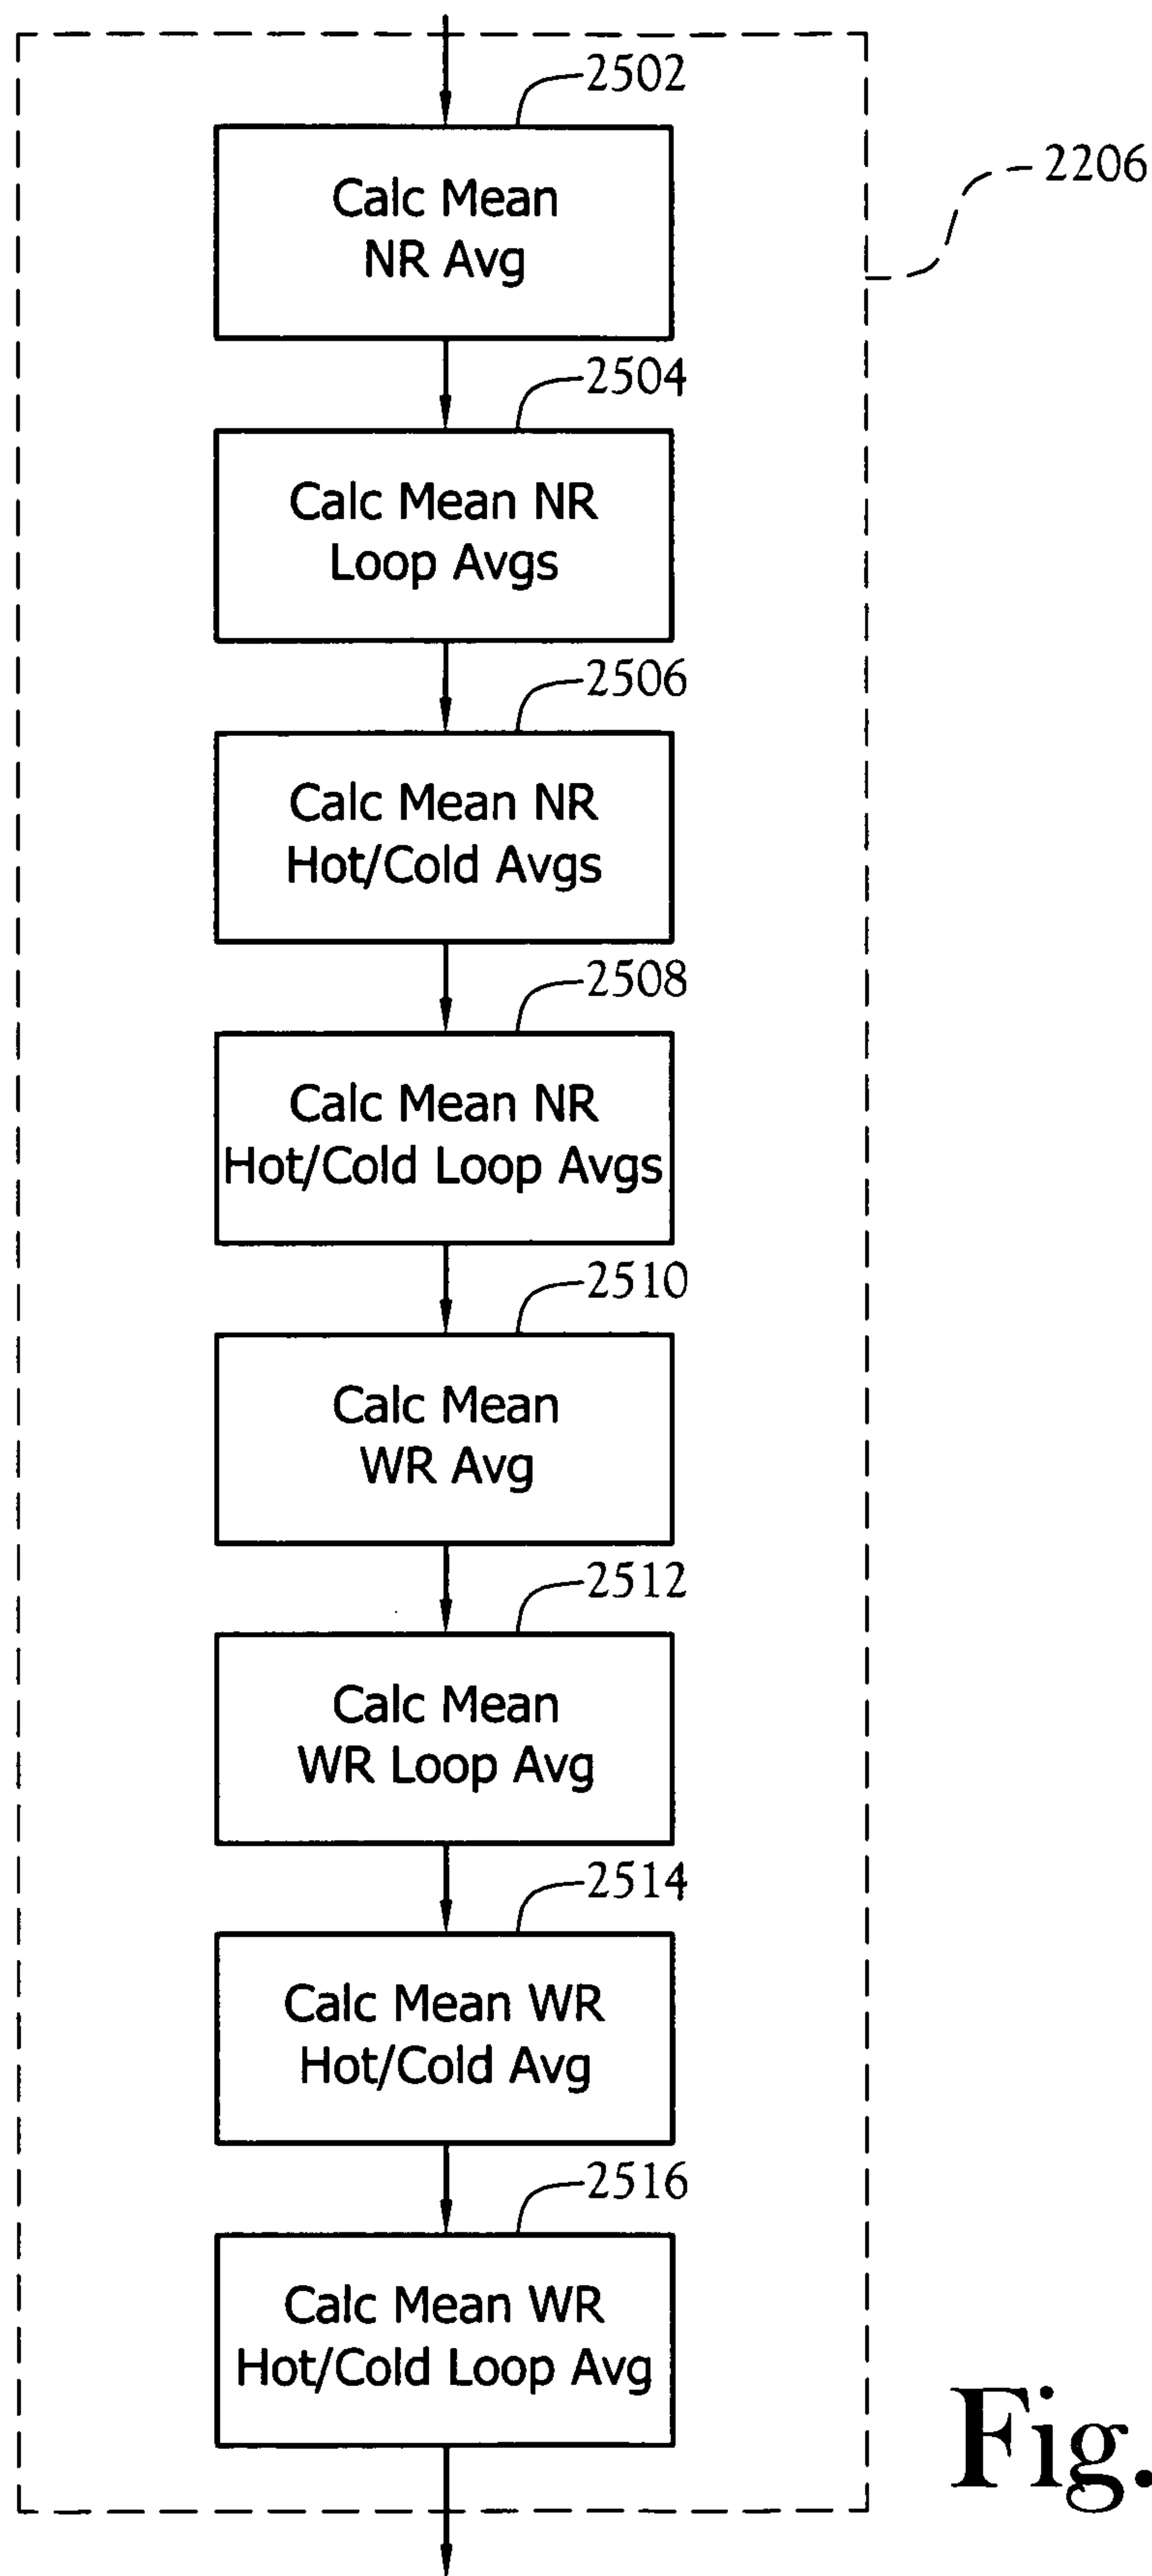 2502
2206
Calc Mean
NR Avg
2504
Calc Mean NR
Loop Avgs
2506
Calc Mean NR
Hot/Cold Avgs
2508
Calc Mean NR
Hot/Cold Loop Avgs
2510
Calc Mean
WR Avg
2512
Calc Mean
WR Loop Avg
2514
Calc Mean WR
Hot/Cold Avg
2516
Calc Mean WR
Hot/Cold Loop Avg
Fig.